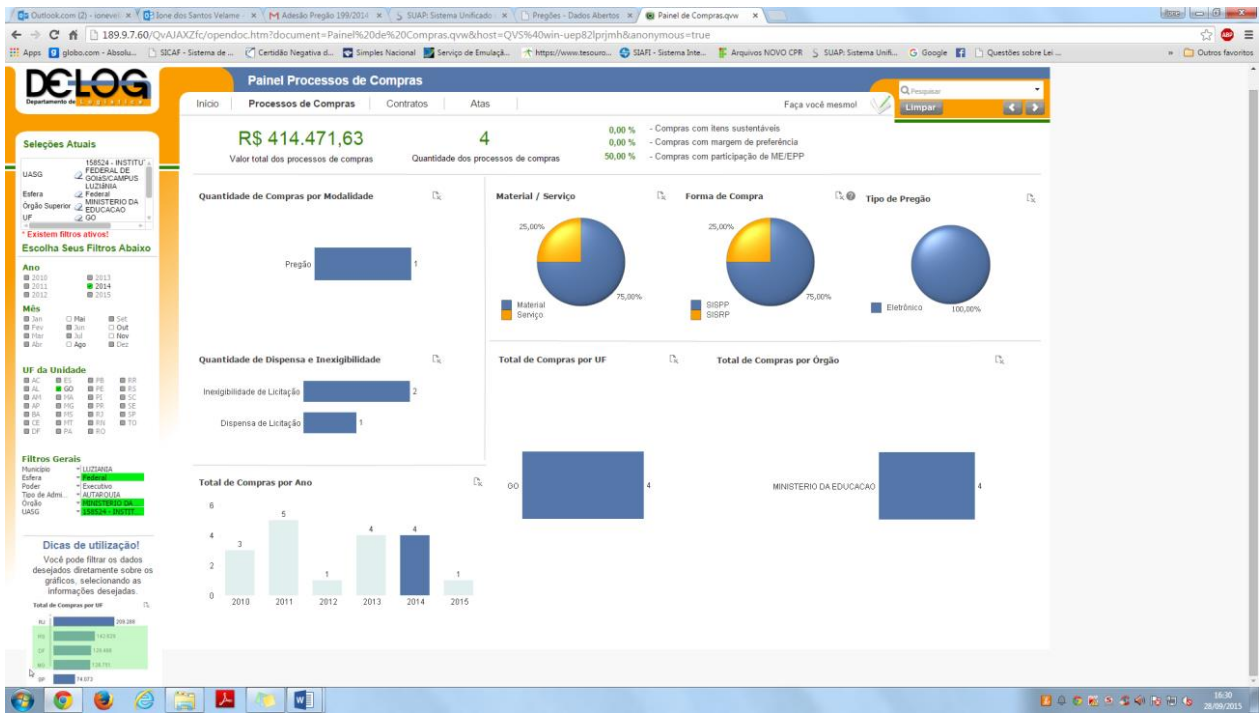 Outlook.com (2) - ionevel
Ione dos Santos Velame
Adesão Pregão 199/2014
SUAP: Sistema Unificado
Pregões - Dados Abertos
Painel de Compras.qvw
189.9.7.60/QvAJAXZfc/opendoc.htm?document=Painel%20de%20Compras.qvw&host=QVS%40win-uep82lprjmh&anonymous=true
Apps
globo.com - Absolu...
SICAF - Sistema de ...
Certidão Negativa d...
Simples Nacional
Serviço de Emulaçã...
https://www.tesouro...
SIAFI - Sistema Inte...
Arquivos NOVO CPR
SUAP: Sistema Unifi...
Google
Questões sobre Lei ...
»
Outros favoritos
DELOG
Departamento de Logística
Painel Processos de Compras
Início
Processos de Compras
Contratos
Atas
Faça você mesmo!
Pesquisar
Limpar
Seleções Atuais
UASG
158524 - INSTITU
FEDERAL DE
GOIáS/CAMPUS
LUZIâNIA
Esfera
Federal
Órgão Superior
MINISTERIO DA
EDUCACAO
UF
GO
* Existem filtros ativos!
Escolha Seus Filtros Abaixo
Ano
2010 2013
2011 2014
2012 2015
Mês
Jan Mai Set
Fev Jun Out
Mar Jul Nov
Abr Ago Dez
UF da Unidade
AC ES PB RR
AL GO PE RS
AM MA PI SC
AP MG PR SE
BA MS RJ SP
CE MT RN TO
DF PA RO
Filtros Gerais
Município LUZIANIA
Esfera Federal
Poder Executivo
Tipo de Admi... AUTARQUIA
Órgão MINISTERIO DA
UASG 158524 - INSTIT
Dicas de utilização!
Você pode filtrar os dados
desejados diretamente sobre os
gráficos, selecionando as
informações desejadas.
Total de Compras por UF
RJ
DF
SP 74 073
R$ 414.471,63
Valor total dos processos de compras
4
Quantidade dos processos de compras
0,00 % - Compras com itens sustentáveis
0,00 % - Compras com margem de preferência
50,00 % - Compras com participação de ME/EPP
Quantidade de Compras por Modalidade
Pregão 1
Material / Serviço
25,00%
75,00%
Material
Serviço
Forma de Compra
25,00%
75,00%
SISPP
SISRP
Tipo de Pregão
Eletrônico
100,00%
Quantidade de Dispensa e Inexigibilidade
Inexigibilidade de Licitação 2
Dispensa de Licitação 1
Total de Compras por UF
GO 4
Total de Compras por Órgão
MINISTERIO DA EDUCACAO 4
Total de Compras por Ano
6
4
2
0
3 5 1 4 4 1
2010 2011 2012 2013 2014 2015
16:30
28/09/2015